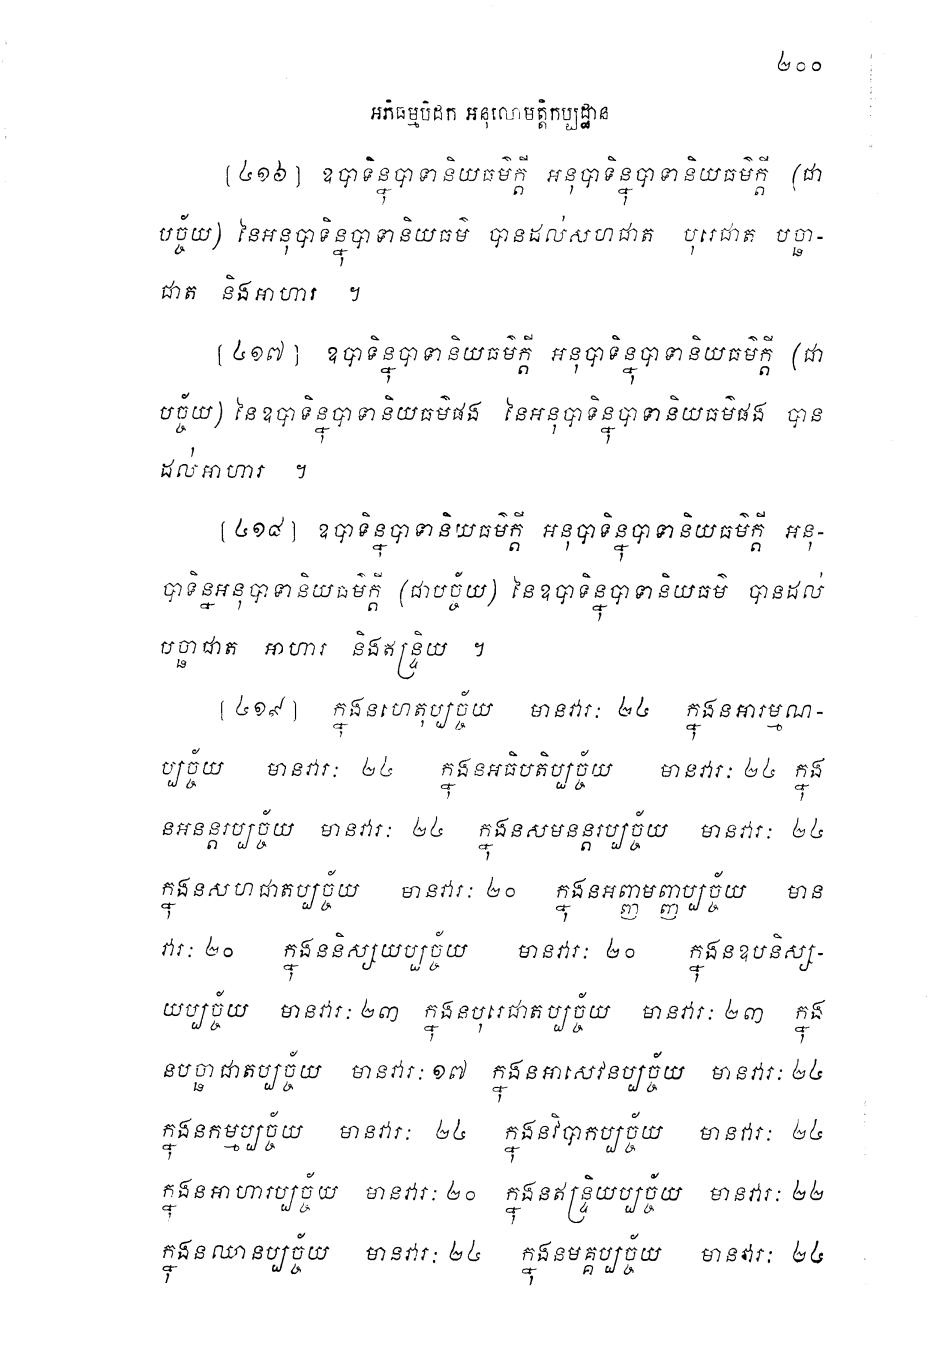 ២០០
អភិធម្មបិដក អនុលោមត្តិកប្បដ្ឋាន
[៤១៦] ឧបាទិន្នុបាទានិយធម៌ក្តី អនុបាទិន្នុបាទានិយធម៌ក្តី (ជា
បច្ច័យ) នៃអនុបាទិន្នុបាទានិយធម៌ បានដល់សហជាត បុរេជាត បច្ឆា-
ជាត និងអាហារ ។
[៤១៧] ឧបាទិន្នុបាទានិយធម៌ក្តី អនុបាទិន្នុបាទានិយធម៌ក្តី (ជា
បច្ច័យ) នៃឧបាទិន្នុបាទានិយធម៌ផង នៃអនុបាទិន្នុបាទានិយធម៌ផង បាន
ដល់អាហារ ។
[៤១៨] ឧបាទិន្នុបាទានិយធម៌ក្តី អនុបាទិន្នុបាទានិយធម៌ក្តី អនុ-
បាទិន្នអនុបាទានិយធម៌ក្តី (ជាបច្ច័យ) នៃឧបាទិន្នុបាទានិយធម៌ បានដល់
បច្ឆាជាត អាហារ និងឥន្រ្ទិយ ។
[៤១៩] ក្នុងនហេតុប្បច្ច័យ មានវារៈ ២៤ ក្នុងនអារម្មណ-
ប្បច្ច័យ មានវារៈ ២៤ ក្នុងនអធិបតិប្បច្ច័យ មានវារៈ ២៤ ក្នុង
នអនន្តរប្បច្ច័យ មានវារៈ ២៤ ក្នុងនសមនន្តរប្បច្ច័យ មានវារៈ ២៤
ក្នុងនសហជាតប្បច្ច័យ មានវារៈ ២០ ក្នុងនអញ្ញមញ្ញប្បច្ច័យ មាន
វារៈ ២០ ក្នុងននិស្សយប្បច្ច័យ មានវារៈ ២០ ក្នុងនឧបនិស្ស-
យប្បច្ច័យ មានវារៈ ២៣ ក្នុងនបុរេជាតប្បច្ច័យ មានវារៈ ២៣ ក្នុង
នបច្ឆាជាតប្បច្ច័យ មានវារៈ ១៧ ក្នុងនអាសេវនប្បច្ច័យ មានវារៈ ២៤
ក្នុងនកម្មប្បច្ច័យ មានវារៈ ២៤ ក្នុងនវិបាកប្បច្ច័យ មានវារៈ ២៤
ក្នុងនអាហារប្បច្ច័យ មានវារៈ ២០ ក្នុងនឥន្រ្ទិយប្បច្ច័យ មានវារៈ ២២
ក្នុងនឈានប្បច្ច័យ មានវារៈ ២៤ ក្នុងនមគ្គប្បច្ច័យ មានវារៈ ២៤